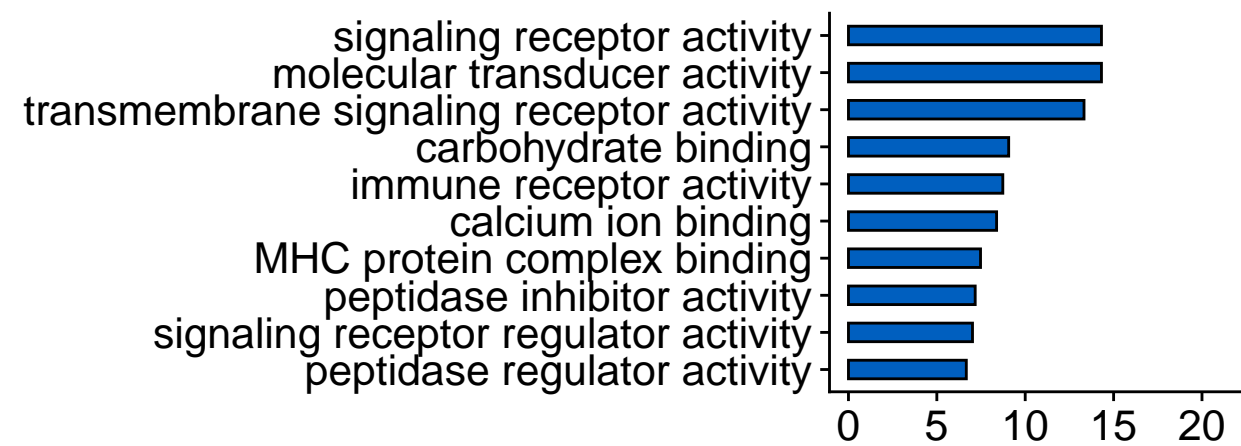 signaling receptor activity
molecular transducer activity
transmembrane signaling receptor activity
carbohydrate binding
immune receptor activity
calcium ion binding
MHC protein complex binding
peptidase inhibitor activity
signaling receptor regulator activity
peptidase regulator activity
0 5 10 15 20